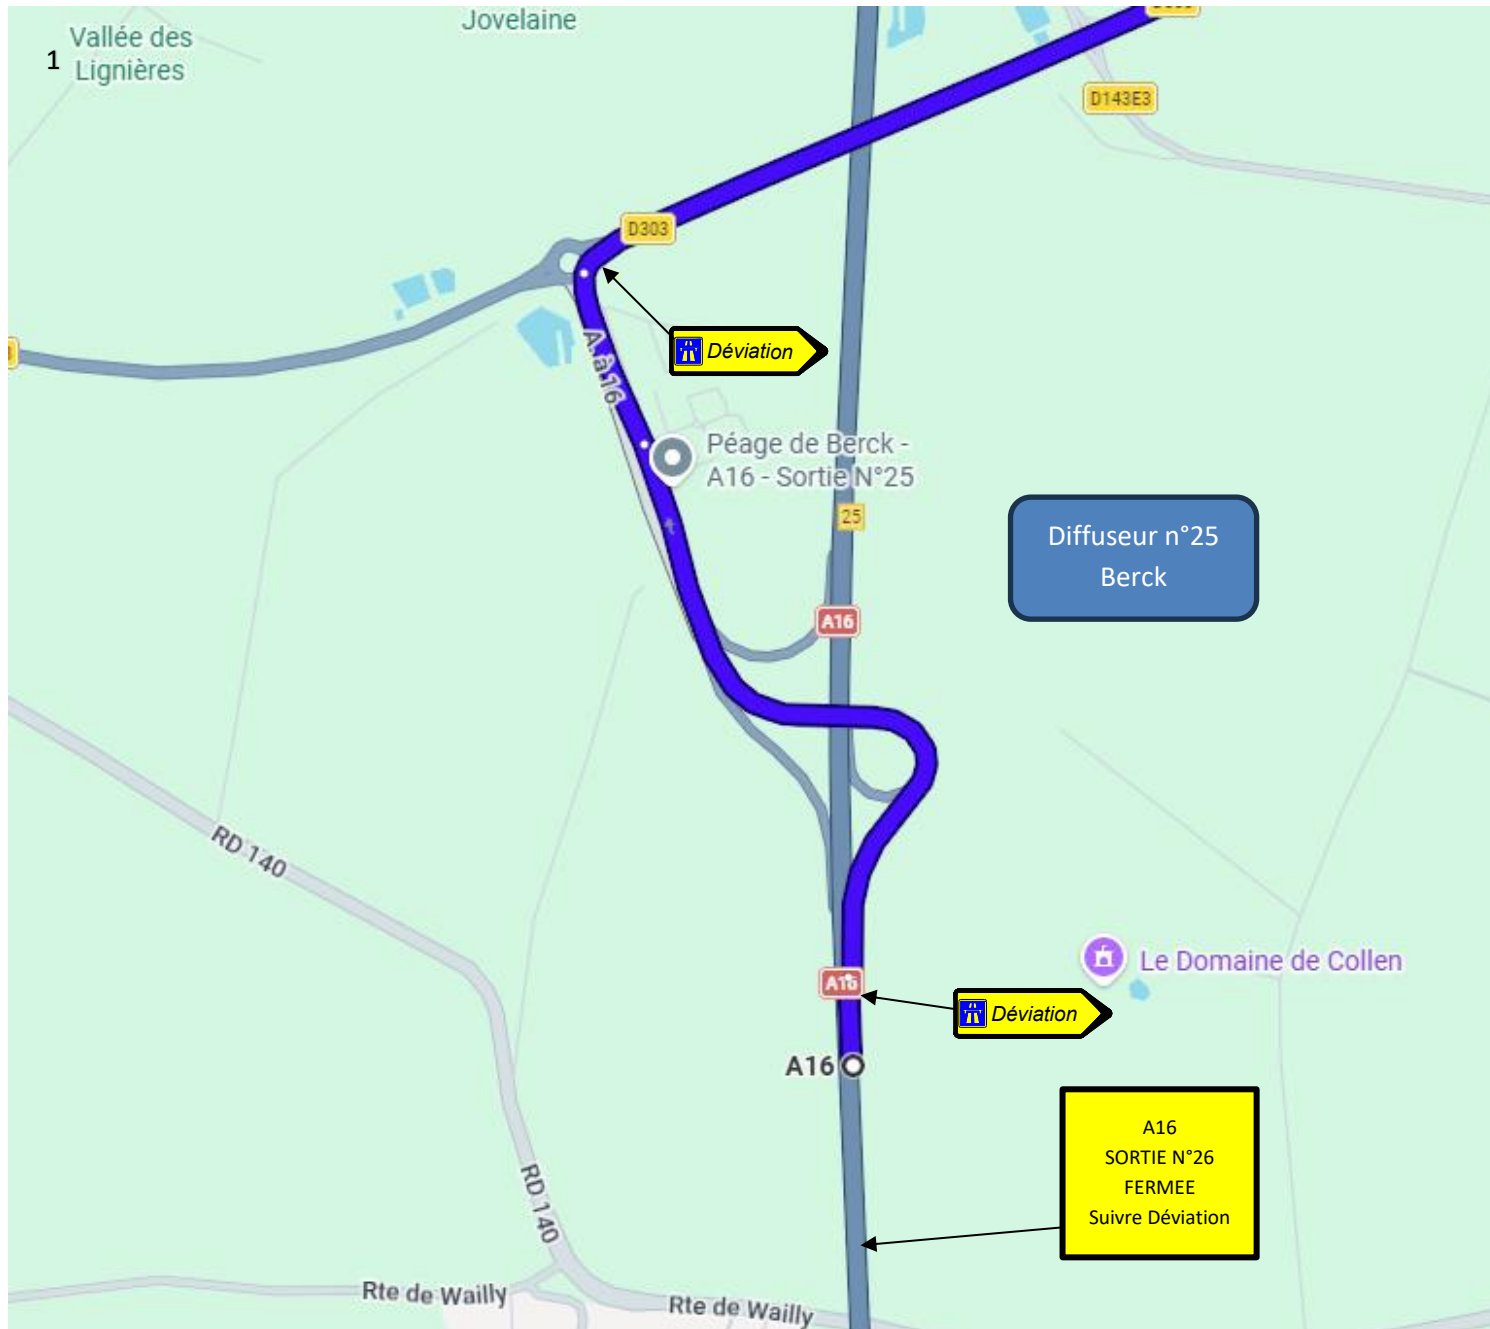 Jovelaine
1
Vallée des
Lignières
D143E3
D303
Déviation
A.à.16
Péage de Berck -
A16 - Sortie N°25
25
Diffuseur n°25
Berck
A16
RD 140
Le Domaine de Collen
A16
Déviation
A16
A16
SORTIE N°26
FERMEE
Suivre Déviation
RD 140
Rte de Wailly
Rte de Wailly